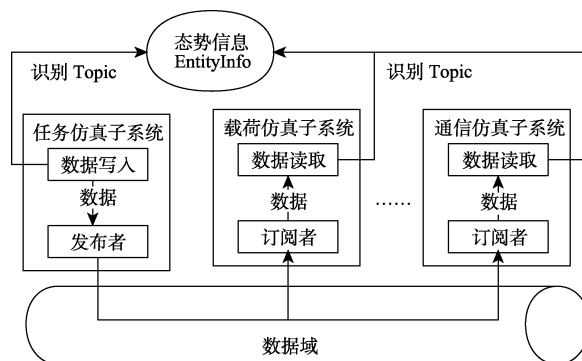 态势信息
EntityInfo
识别 Topic
识别 Topic
任务仿真子系统
载荷仿真子系统
通信仿真子系统
数据写入
数据读取
数据读取
数据
数据
数据
……
发布者
订阅者
订阅者
数据域